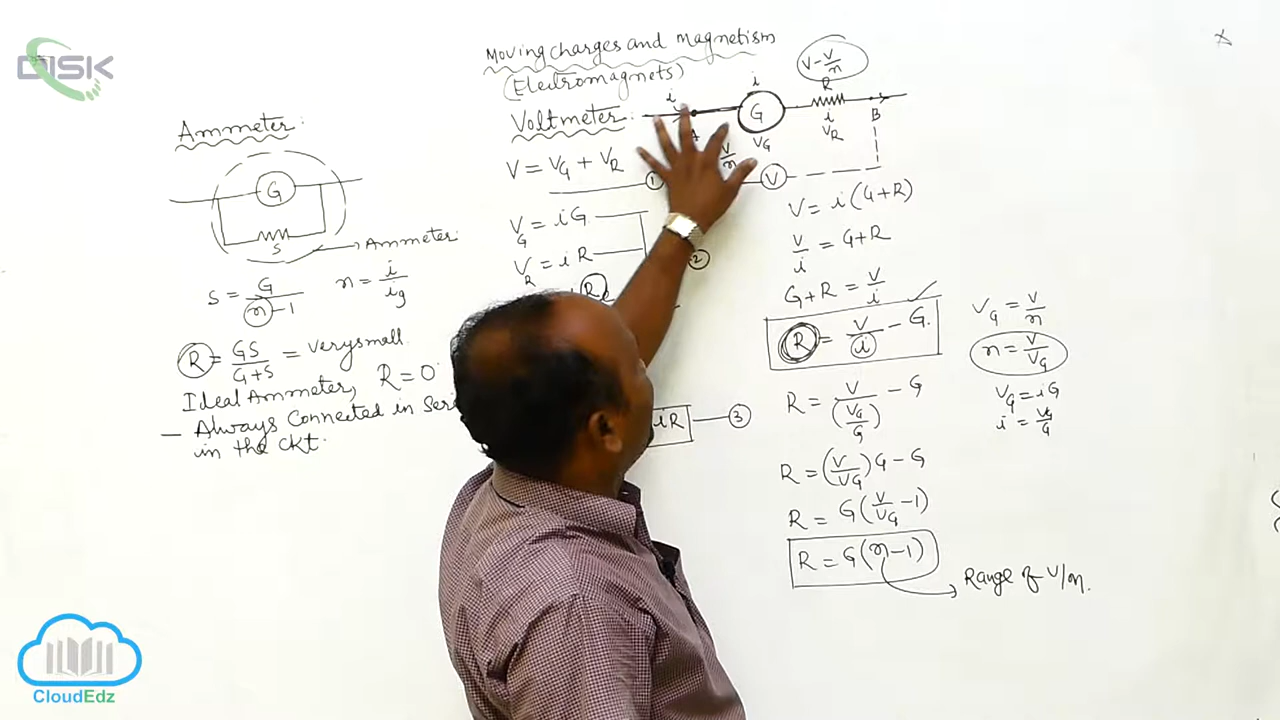 DISK
Moving charges and magnetism
(Electromagnets)
Ammeter:
G
S
Ammeter
S = G/(n-1)
n = i/ig
R = GS/(G+S) = very small
Ideal Ammeter, R = 0
— Always Connected in Seri
in the ckt.
Voltmeter:
i
A
G
i
VG
V/n
V - V/n
R
i
VR
B
V
V = VG + VR
①
VG = iG
VR = iR
②
R
iR ③
V = i(G+R)
V/i = G+R
G+R = V/i
R = V/i - G.
R = V/(VG/G) - G
R = (V/VG)G - G
R = G(V/VG -1)
R = G(n-1)
Range of V/m.
VG = V/n
n = V/VG
VG = iG
i = VG/G
CloudEdz